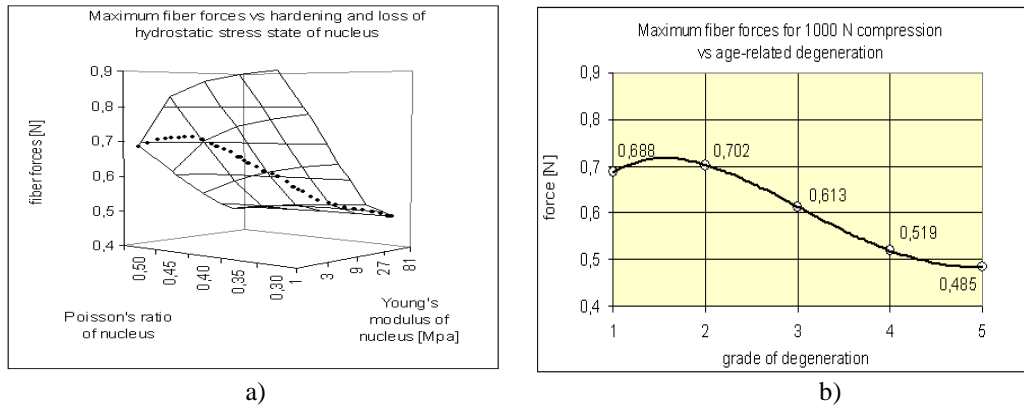 Maximum fiber forces vs hardening and loss of
hydrostatic stress state of nucleus
0,9
0,8
0,7
0,6
0,5
0,4
fiber forces [N]
0,50
0,45
0,40
0,35
0,30
1
3
9
27
81
Poisson's ratio
of nucleus
Young's
modulus of
nucleus [Mpa]
a)
Maximum fiber forces for 1000 N compression
vs age-related degeneration
0,9
0,8
0,7
0,6
0,5
0,4
force [N]
0,688
0,702
0,613
0,519
0,485
1 2 3 4 5
grade of degeneration
b)